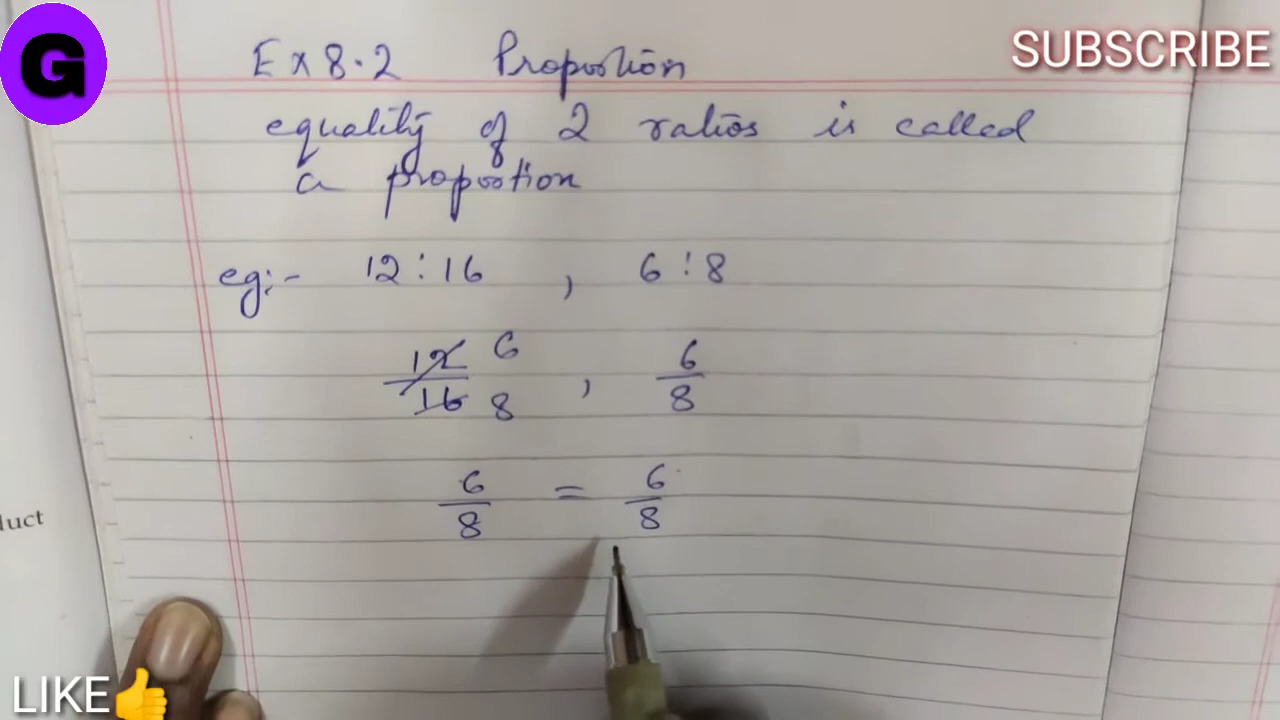 G
SUBSCRIBE
Ex 8.2 Proportion
equality of 2 ratios is called
a proportion
eg:- 12:16 , 6:8
12 6 6
16 8 , 8
6 = 6
8 8
duct
LIKE👍